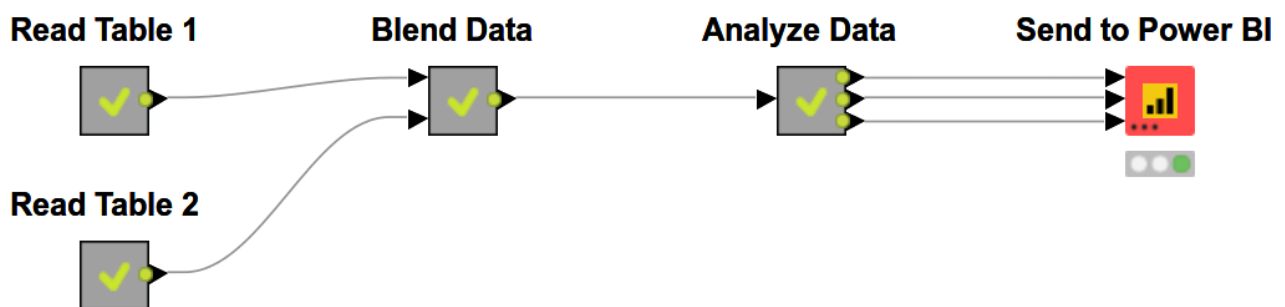 Read Table 1
Blend Data
Analyze Data
Send to Power BI
Read Table 2